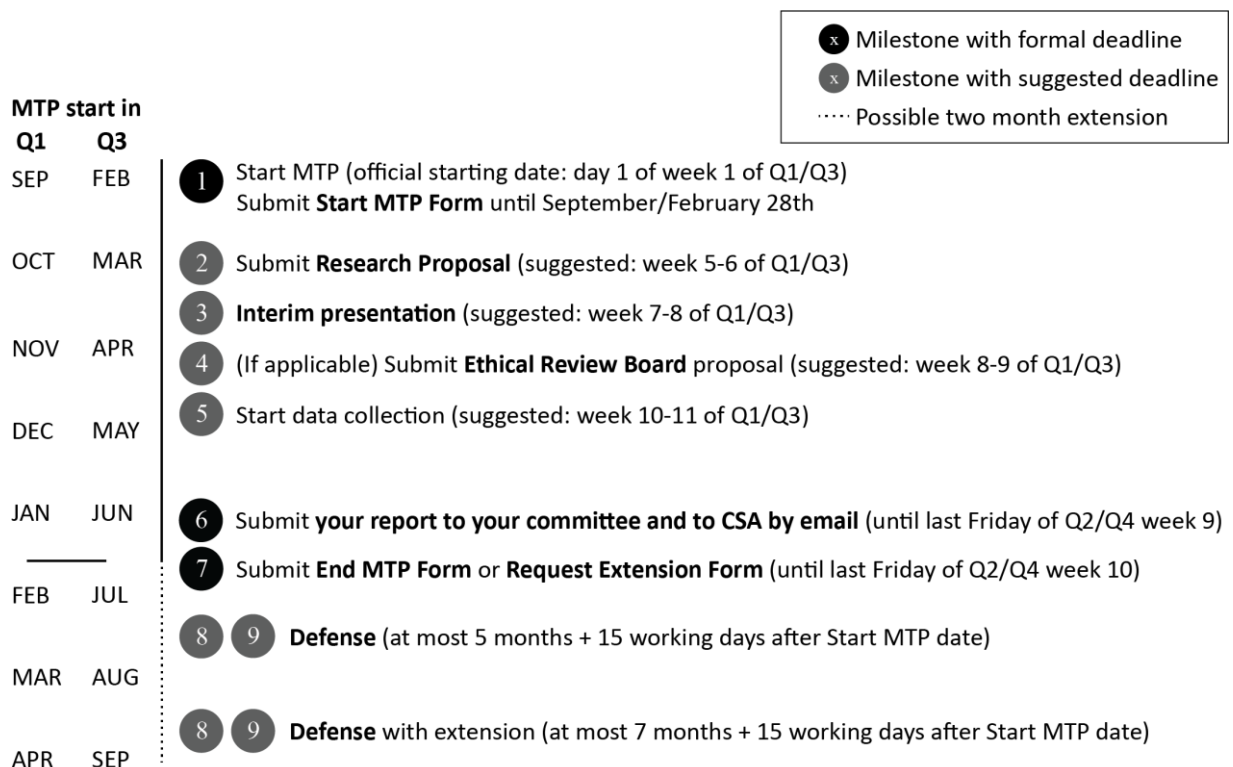 x Milestone with formal deadline
x Milestone with suggested deadline
Possible two month extension
MTP start in
Q1 Q3
SEP FEB
1 Start MTP (official starting date: day 1 of week 1 of Q1/Q3)
Submit Start MTP Form until September/February 28th
OCT MAR
2 Submit Research Proposal (suggested: week 5-6 of Q1/Q3)
3 Interim presentation (suggested: week 7-8 of Q1/Q3)
NOV APR
4 (If applicable) Submit Ethical Review Board proposal (suggested: week 8-9 of Q1/Q3)
5 Start data collection (suggested: week 10-11 of Q1/Q3)
DEC MAY
JAN JUN
6 Submit your report to your committee and to CSA by email (until last Friday of Q2/Q4 week 9)
7 Submit End MTP Form or Request Extension Form (until last Friday of Q2/Q4 week 10)
FEB JUL
8 9 Defense (at most 5 months + 15 working days after Start MTP date)
MAR AUG
8 9 Defense with extension (at most 7 months + 15 working days after Start MTP date)
APR SEP